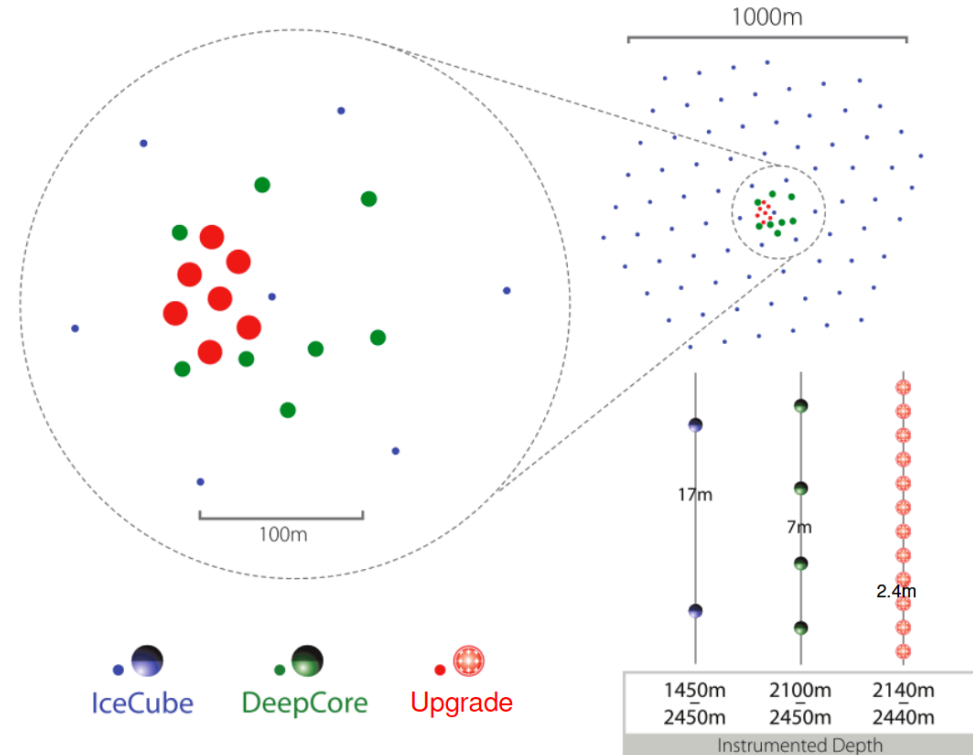 1000m
100m
17m
7m
2.4m
IceCube
DeepCore
Upgrade
1450m
–
2450m
2100m
–
2450m
2140m
–
2440m
Instrumented Depth